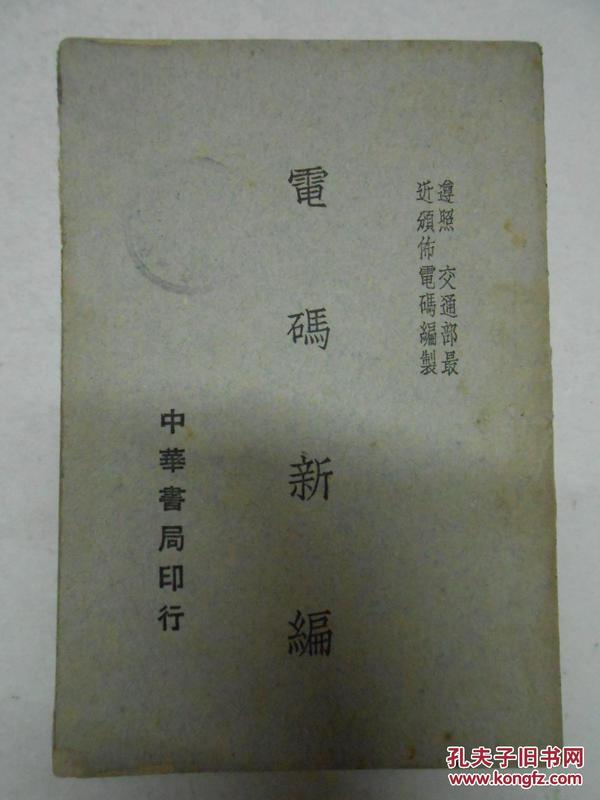 遵照 交通部最
近頒佈電碼編製
電碼新編
中華書局印行
孔夫子旧书网
www.kongfz.com